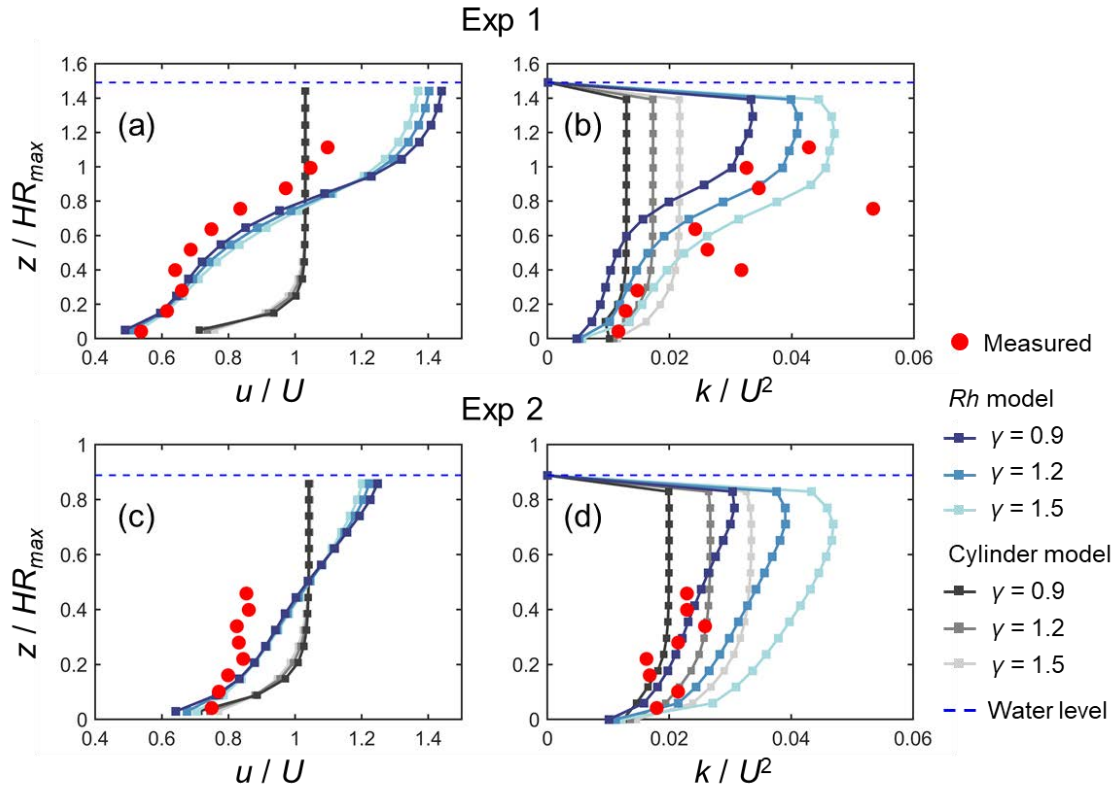 Exp 1
1.6
1.4
1.2
1
0.8
0.6
0.4
0.2
0
z / HRmax
(a)
0.4 0.6 0.8 1 1.2 1.4
u / U
1.6
1.4
1.2
1
0.8
0.6
0.4
0.2
0
(b)
0 0.02 0.04 0.06
k / U²
Exp 2
1
0.8
0.6
0.4
0.2
0
z / HRmax
(c)
0.4 0.6 0.8 1 1.2 1.4
u / U
1
0.8
0.6
0.4
0.2
0
(d)
0 0.02 0.04 0.06
k / U²
Measured
Rh model
γ = 0.9
γ = 1.2
γ = 1.5
Cylinder model
γ = 0.9
γ = 1.2
γ = 1.5
Water level